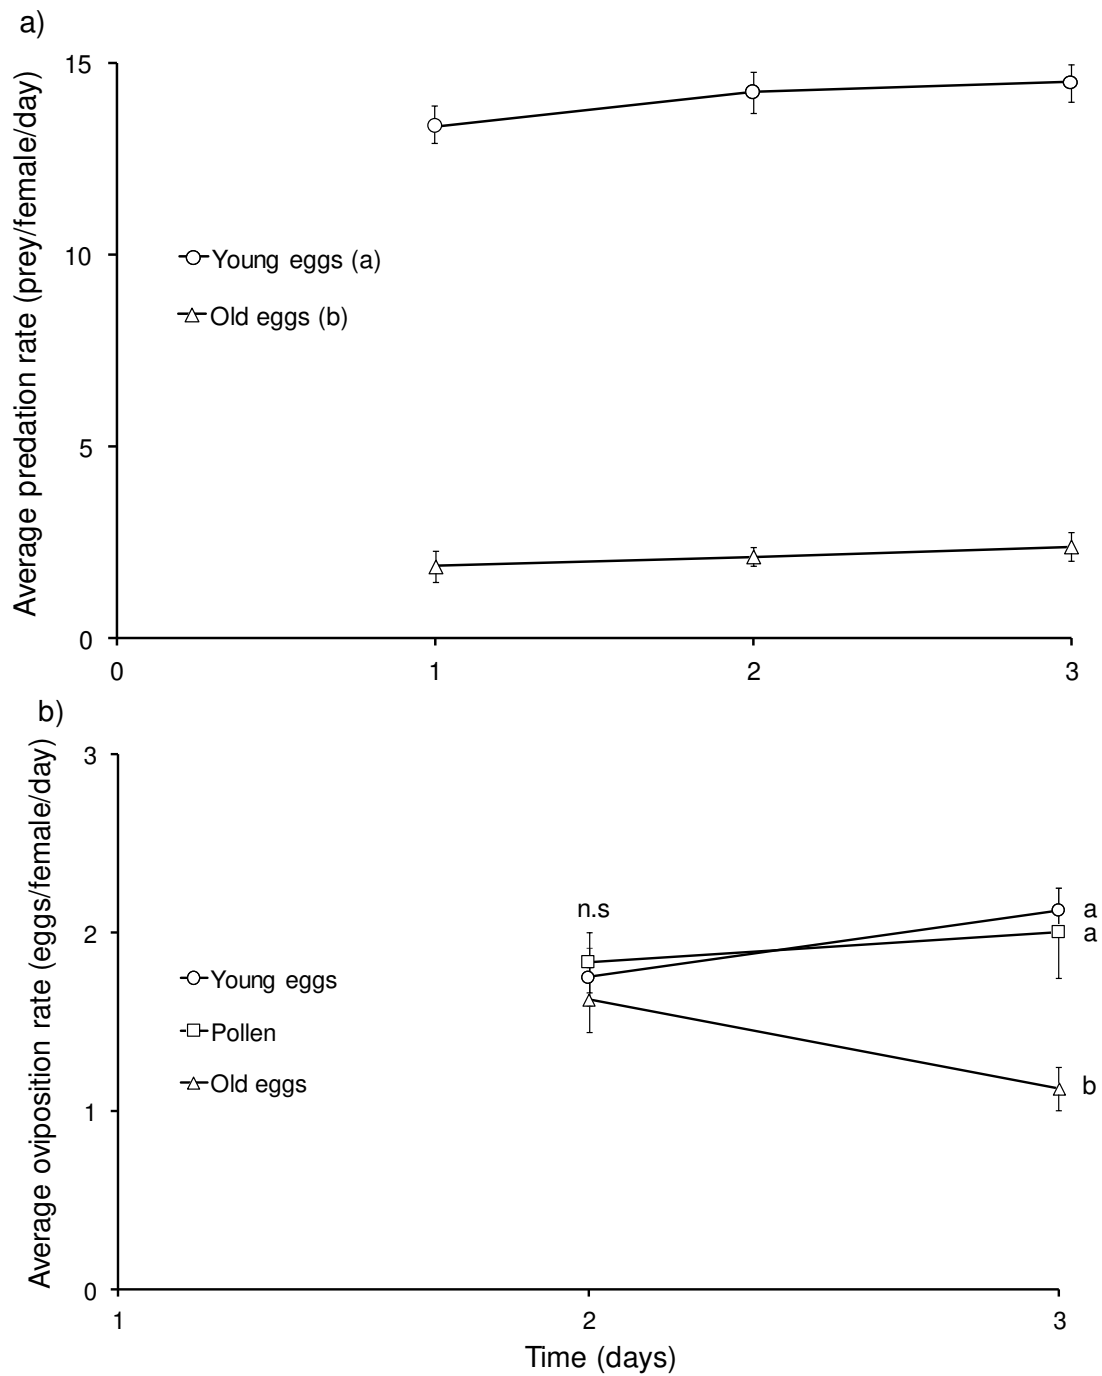 a)
Average predation rate (prey/female/day)
15
10
5
0
Young eggs (a)
Old eggs (b)
0 1 2 3
b)
Average oviposition rate (eggs/female/day)
3
2
1
0
n.s
a
a
b
Young eggs
Pollen
Old eggs
1 2 3
Time (days)